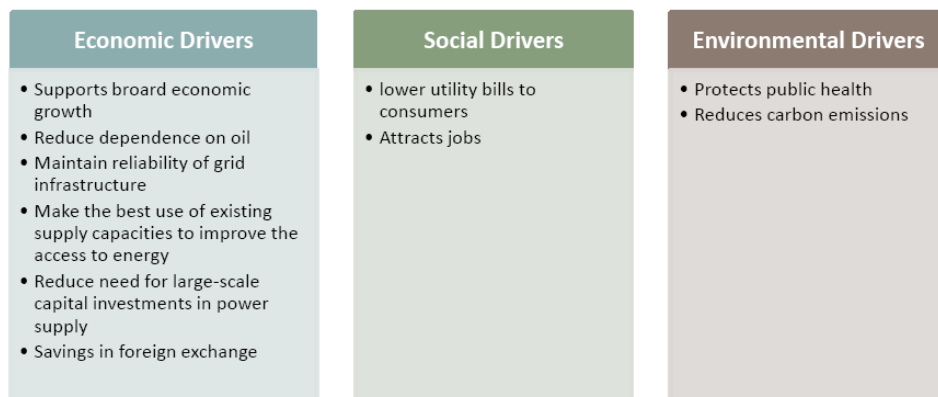 Economic Drivers
• Supports broard economic
growth
• Reduce dependence on oil
• Maintain reliability of grid
infrastructure
• Make the best use of existing
supply capacities to improve the
access to energy
• Reduce need for large-scale
capital investments in power
supply
• Savings in foreign exchange
Social Drivers
• lower utility bills to
consumers
• Attracts jobs
Environmental Drivers
• Protects public health
• Reduces carbon emissions